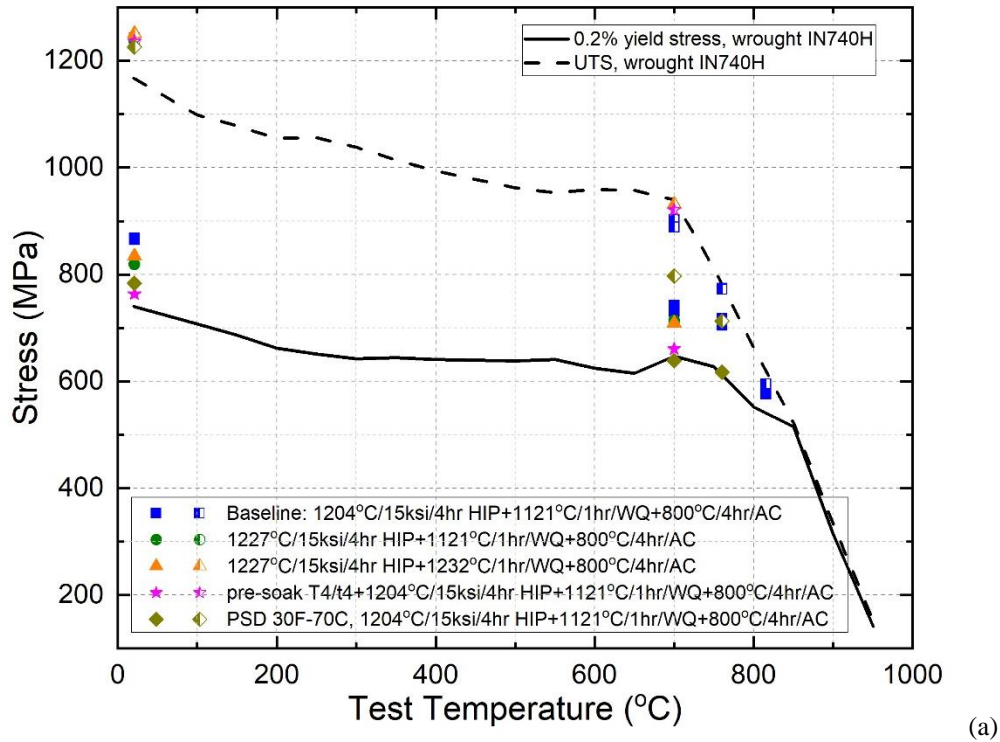 0.2% yield stress, wrought IN740H
UTS, wrought IN740H
1200
1000
800
600
400
200
Stress (MPa)
Baseline: 1204°C/15ksi/4hr HIP+1121°C/1hr/WQ+800°C/4hr/AC
1227°C/15ksi/4hr HIP+1121°C/1hr/WQ+800°C/4hr/AC
1227°C/15ksi/4hr HIP+1232°C/1hr/WQ+800°C/4hr/AC
pre-soak T4/t4+1204°C/15ksi/4hr HIP+1121°C/1hr/WQ+800°C/4hr/AC
PSD 30F-70C, 1204°C/15ksi/4hr HIP+1121°C/1hr/WQ+800°C/4hr/AC
0 200 400 600 800 1000
Test Temperature (°C)
(a)